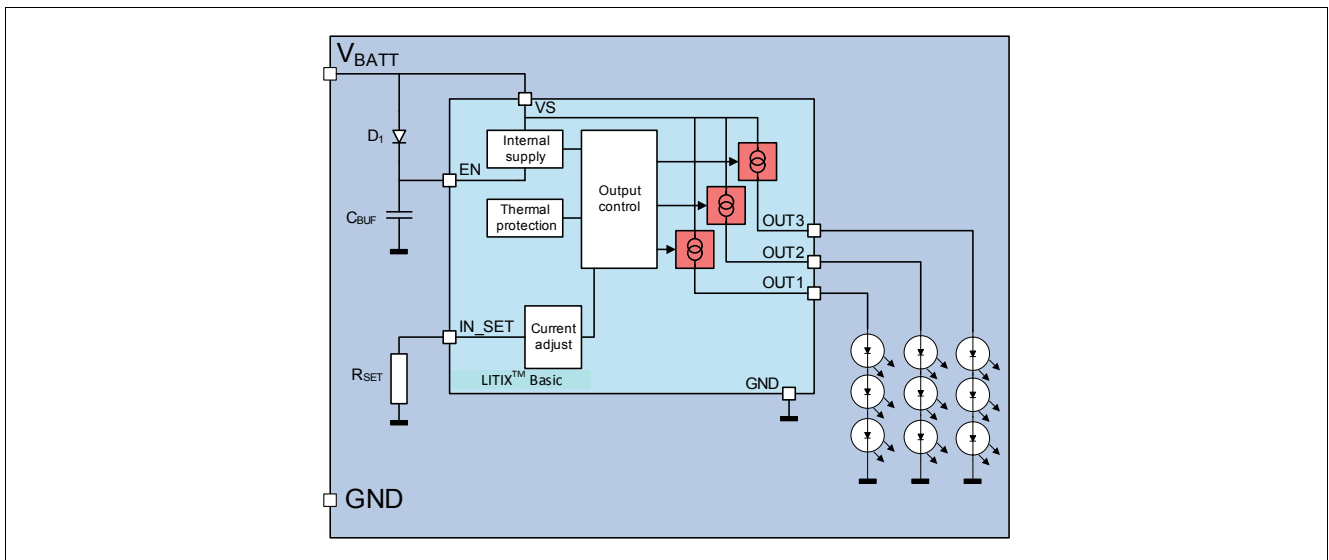 VBATT
VS
D1
Internal
supply
EN
Output
control
CBUF
Thermal
protection
OUT3
OUT2
OUT1
IN_SET
Current
adjust
RSET
LITIX™ Basic
GND
GND